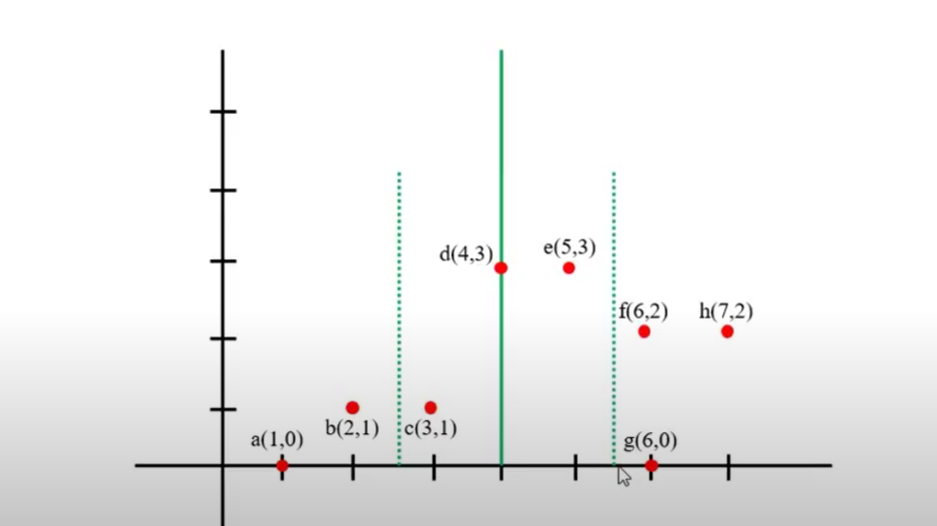 e(5,3)
d(4,3)
f(6,2)
h(7,2)
b(2,1)
c(3,1)
a(1,0)
g(6,0)